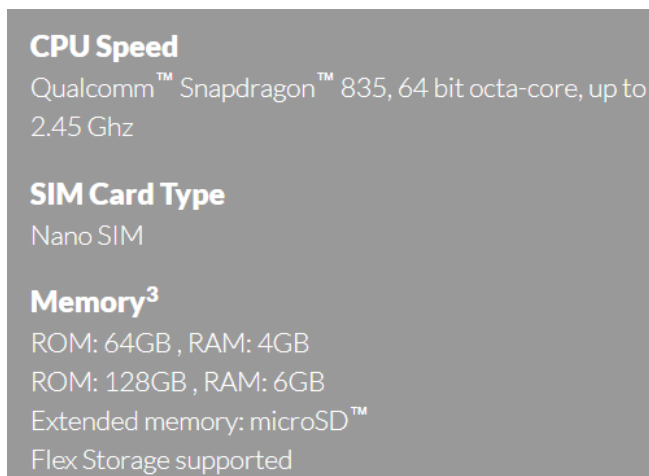 CPU Speed
Qualcomm™ Snapdragon™ 835, 64 bit octa-core, up to
2.45 Ghz
SIM Card Type
Nano SIM
Memory³
ROM: 64GB , RAM: 4GB
ROM: 128GB , RAM: 6GB
Extended memory: microSD™
Flex Storage supported